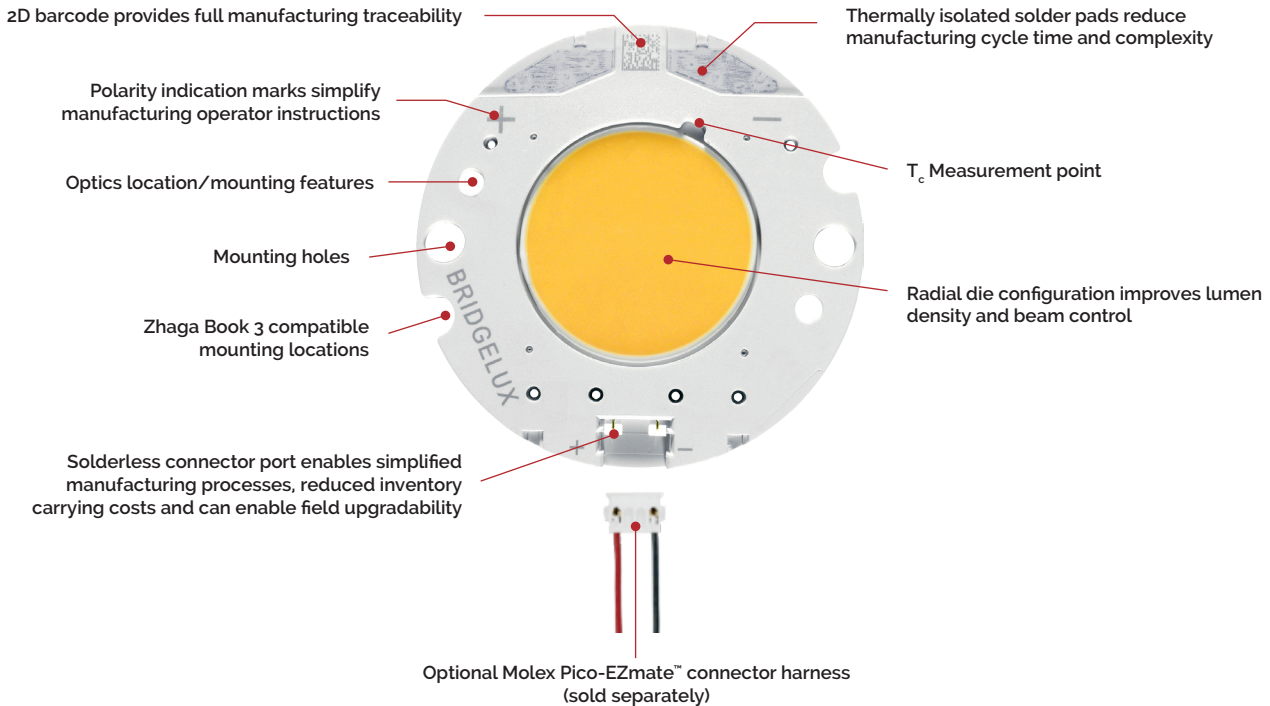 2D barcode provides full manufacturing traceability
Thermally isolated solder pads reduce
manufacturing cycle time and complexity
Polarity indication marks simplify
manufacturing operator instructions
+
−
Optics location/mounting features
Tc Measurement point
Mounting holes
Radial die configuration improves lumen
density and beam control
Zhaga Book 3 compatible
mounting locations
BRIDGELUX
+
-
Solderless connector port enables simplified
manufacturing processes, reduced inventory
carrying costs and can enable field upgradability
Optional Molex Pico-EZmate™ connector harness
(sold separately)